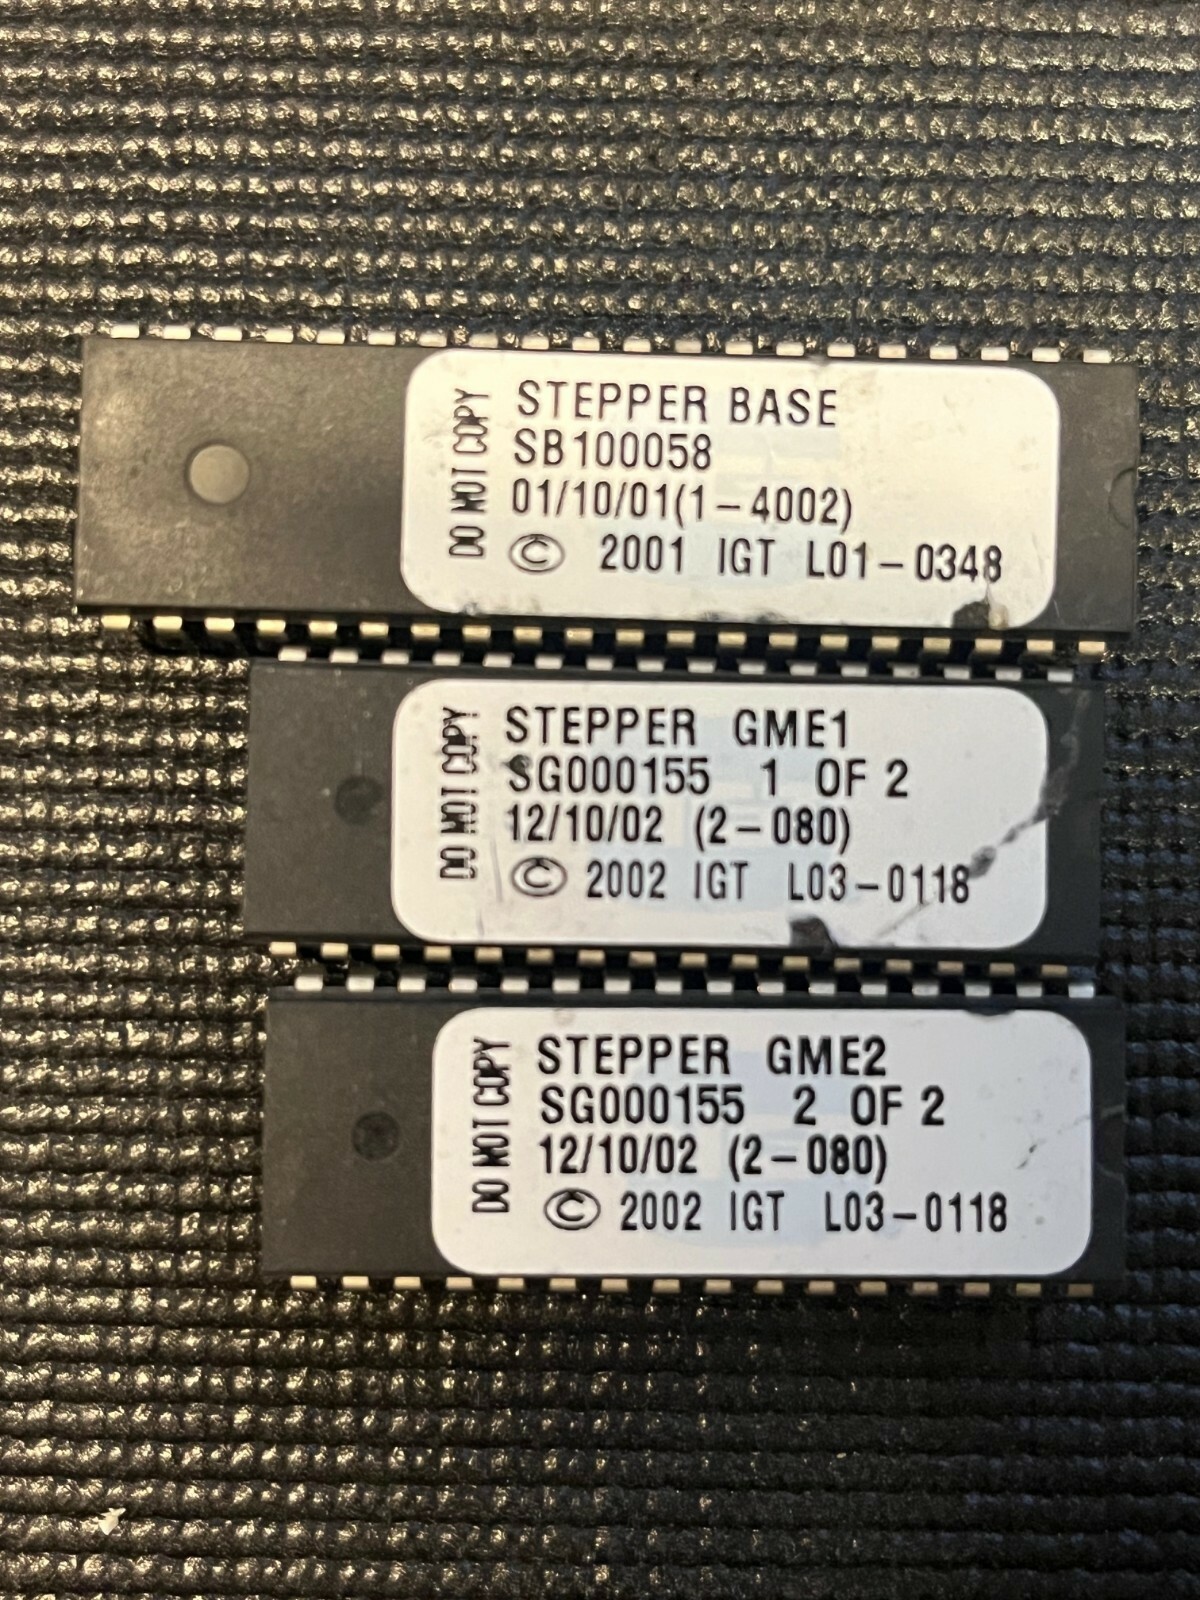 DO NOT COPY
STEPPER BASE
SB100058
01/10/01(1-4002)
© 2001 IGT L01-0348
DO NOT COPY
STEPPER GME1
SG000155 1 OF 2
12/10/02 (2-080)
© 2002 IGT L03-0118
DO NOT COPY
STEPPER GME2
SG000155 2 OF 2
12/10/02 (2-080)
© 2002 IGT L03-0118